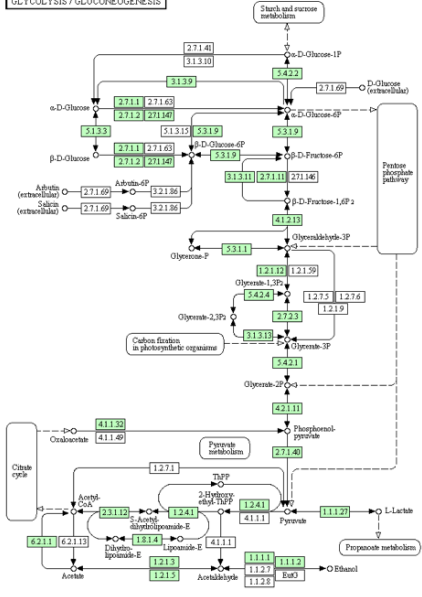 GLYCOLYSIS / GLUCONEOGENESIS
Starch and sucrose
metabolism
2.7.1.41
3.1.3.10
α-D-Glucose-1P
3.1.3.9
5.4.2.2
2.7.1.69
D-Glucose
(extracellular)
α-D-Glucose
2.7.1.1 2.7.1.63
2.7.1.2 2.7.1.147
α-D-Glucose-6P
5.1.3.3
5.3.1.15 5.3.1.9
5.3.1.9
β-D-Glucose-6P
β-D-Glucose
2.7.1.1 2.7.1.63
2.7.1.2 2.7.1.147
5.3.1.9
β-D-Fructose-6P
Pentose
phosphate
pathway
3.1.3.11 2.7.1.11 2.7.1.146
Arbutin
(extracellular)
2.7.1.69
Arbutin-6P
3.2.1.86
Salicin
(extracellular)
2.7.1.69
Salicin-6P
3.2.1.86
β-D-Fructose-1,6P2
4.1.2.13
Glyceraldehyde-3P
Glycerone-P
5.3.1.1
1.2.1.12 1.2.1.59
Glycerate-1,3P2
5.4.2.4
1.2.7.5 1.2.7.6
1.2.1.9
Glycerate-2,3P2
2.7.2.3
3.1.3.13
Carbon fixation
in photosynthetic organisms
Glycerate-3P
5.4.2.1
Glycerate-2P
4.2.1.11
4.1.1.32
4.1.1.49
Oxaloacetate
Phosphoenol-
pyruvate
Pyruvate
metabolism
2.7.1.40
Citrate
cycle
1.2.7.1
ThPP
Acetyl-
CoA
2.3.1.12
1.2.4.1
2-Hydroxy-
ethyl-ThPP
1.2.4.1
4.1.1.1
Pyruvate
1.1.1.27
L-Lactate
S-Acetyl-
dihydrolipoamide-E
1.8.1.4
Dihydro-
lipoamide-E
Lipoamide-E
4.1.1.1
Propanoate metabolism
6.2.1.1 6.2.1.13
Acetate
1.2.1.3
1.2.1.5
Acetaldehyde
1.1.1.1 1.1.1.2
1.1.2.7 EutG
1.1.2.8
Ethanol